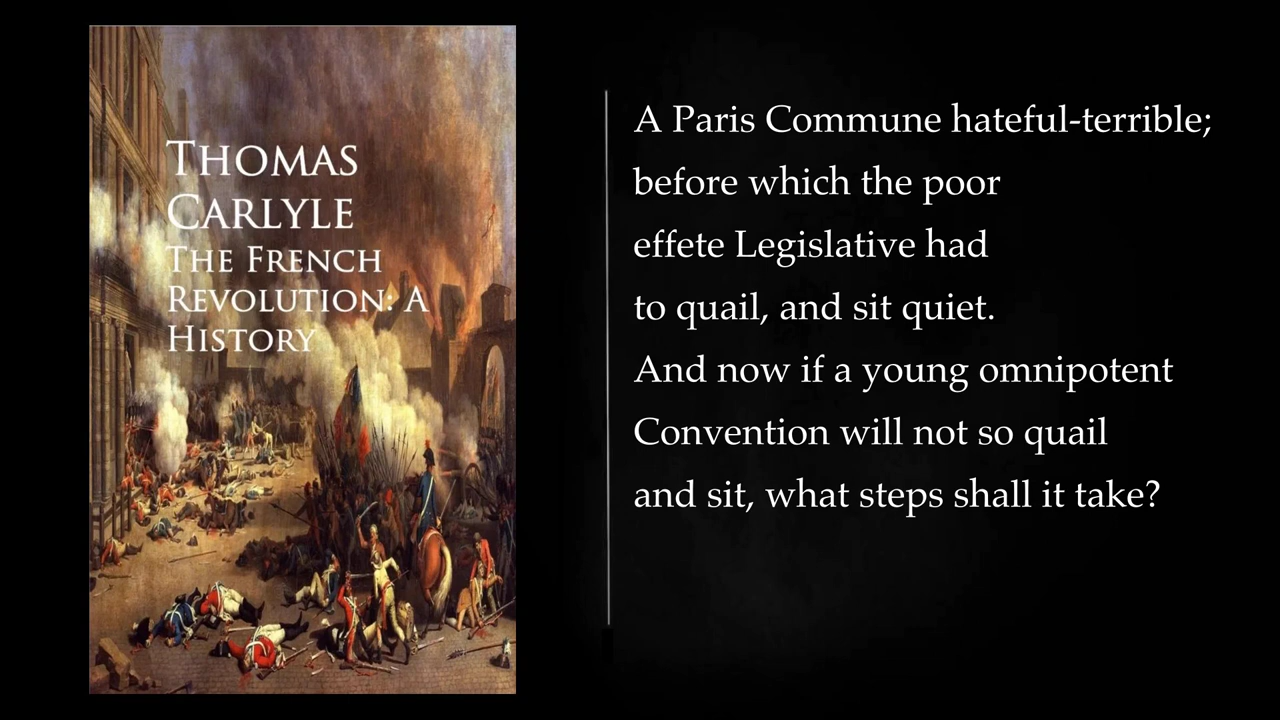 THOMAS
CARLYLE
THE FRENCH
REVOLUTION: A
HISTORY
A Paris Commune hateful-terrible;
before which the poor
effete Legislative had
to quail, and sit quiet.
And now if a young omnipotent
Convention will not so quail
and sit, what steps shall it take?